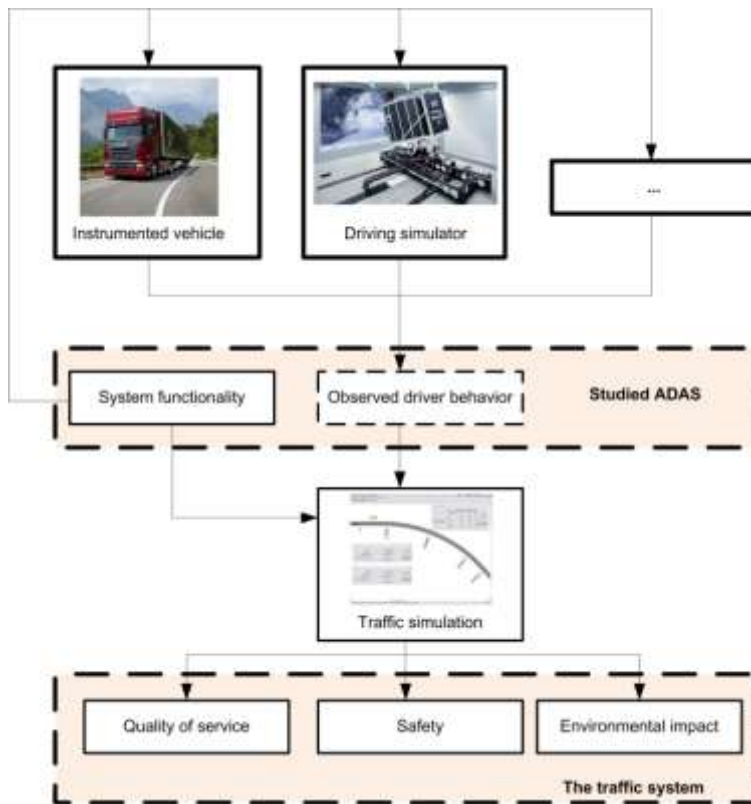 ...
Instrumented vehicle
Driving simulator
System functionality
Observed driver behavior
Studied ADAS
Traffic simulation
Quality of service
Safety
Environmental impact
The traffic system